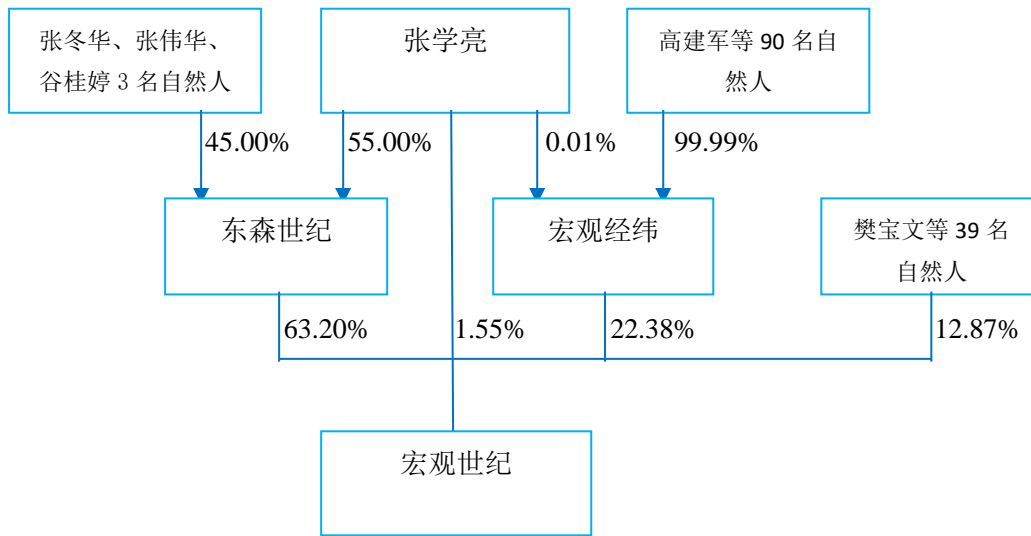 张冬华、张伟华、
谷桂婷 3 名自然人
张学亮
高建军等 90 名自
然人
45.00%
55.00%
0.01%
99.99%
东森世纪
宏观经纬
樊宝文等 39 名
自然人
63.20%
1.55%
22.38%
12.87%
宏观世纪